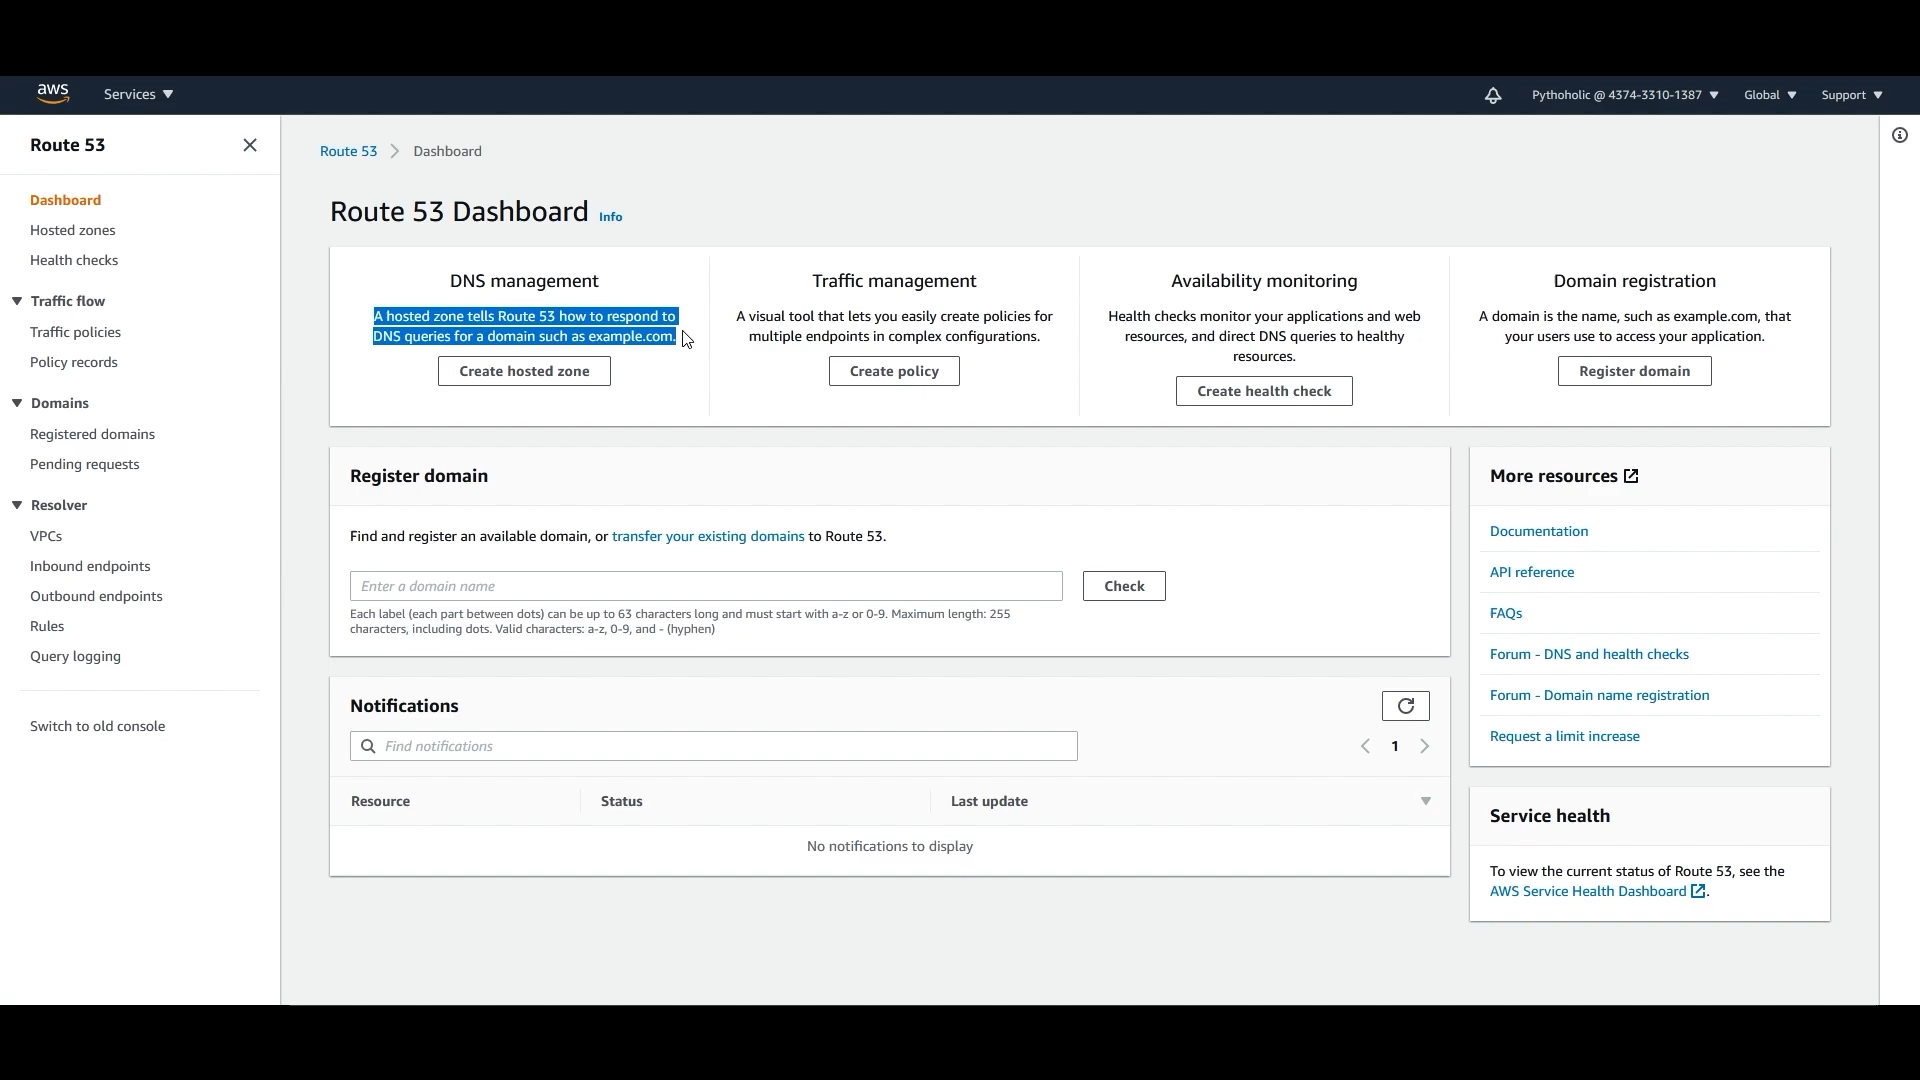 aws
Services
Pythoholic @ 4374-3310-1387
Global
Support
Route 53
Dashboard
Hosted zones
Health checks
Traffic flow
Traffic policies
Policy records
Domains
Registered domains
Pending requests
Resolver
VPCs
Inbound endpoints
Outbound endpoints
Rules
Query logging
Switch to old console
Route 53
Dashboard
Route 53 Dashboard Info
DNS management
A hosted zone tells Route 53 how to respond to
DNS queries for a domain such as example.com.
Create hosted zone
Traffic management
A visual tool that lets you easily create policies for
multiple endpoints in complex configurations.
Create policy
Availability monitoring
Health checks monitor your applications and web
resources, and direct DNS queries to healthy
resources.
Create health check
Domain registration
A domain is the name, such as example.com, that
your users use to access your application.
Register domain
Register domain
Find and register an available domain, or transfer your existing domains to Route 53.
Enter a domain name
Check
Each label (each part between dots) can be up to 63 characters long and must start with a-z or 0-9. Maximum length: 255
characters, including dots. Valid characters: a-z, 0-9, and - (hyphen)
Notifications
Find notifications
1
Resource
Status
Last update
No notifications to display
More resources
Documentation
API reference
FAQs
Forum - DNS and health checks
Forum - Domain name registration
Request a limit increase
Service health
To view the current status of Route 53, see the
AWS Service Health Dashboard .